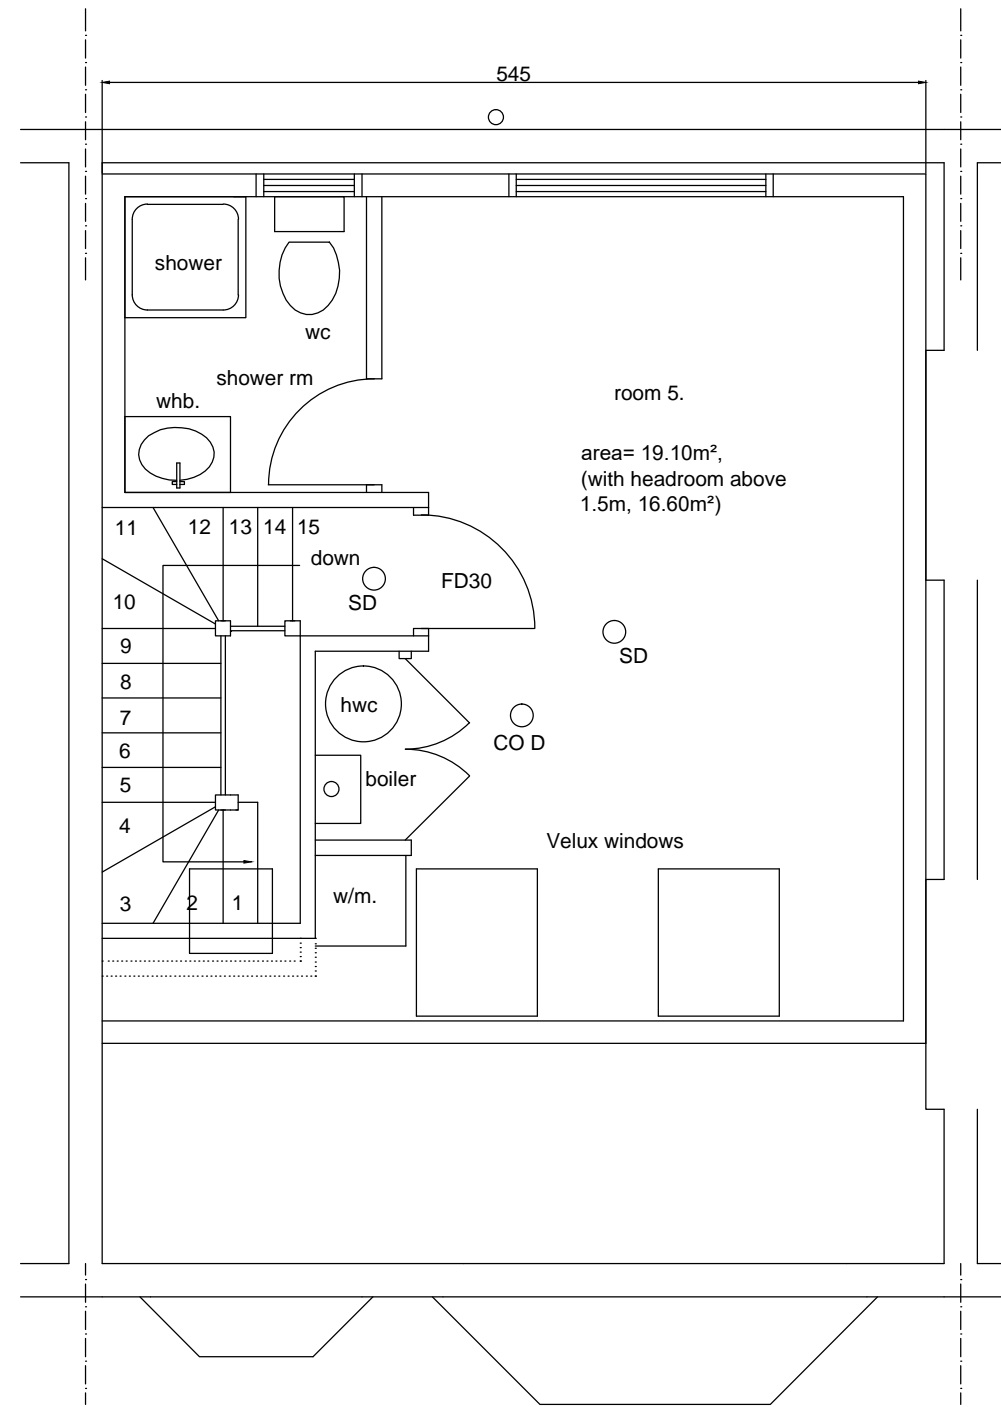 545
shower
wc
shower rm
whb.
room 5.
area= 19.10m²,
(with headroom above
1.5m, 16.60m²)
11
12
13
14
15
down
10
SD
FD30
9
SD
8
hwc
7
CO D
6
5
boiler
4
Velux windows
3
2
1
w/m.